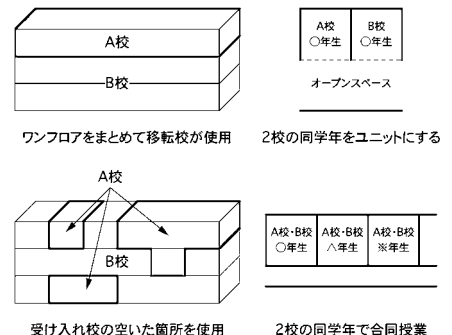 A校
B校
ワンフロアをまとめて移転校が使用
A校
○年生
B校
○年生
オープンスペース
2校の同学年をユニットにする
A校
B校
受け入れ校の空いた箇所を使用
A校・B校
○年生
A校・B校
△年生
A校・B校
※年生
2校の同学年で合同授業